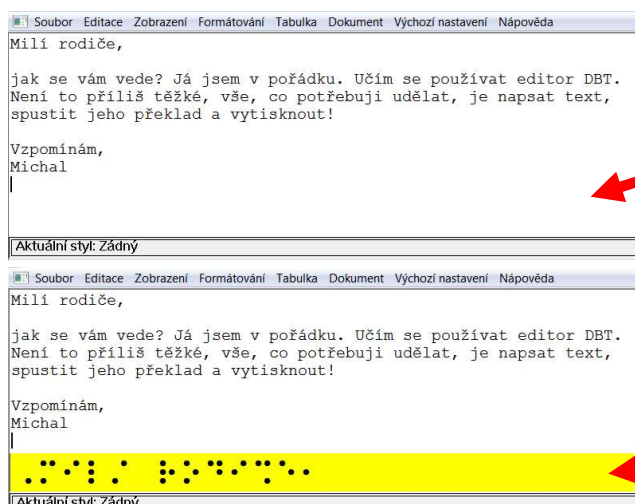 Soubor Editace Zobrazení Formátování Tabulka Dokument Výchozí nastavení Nápověda
Milí rodiče,
jak se vám vede? Já jsem v pořádku. Učím se používat editor DBT.
Není to příliš těžké, vše, co potřebuji udělat, je napsat text,
spustit jeho překlad a vytisknout!
Vzpomínám,
Michal
Aktuální styl: Zádný
Soubor Editace Zobrazení Formátování Tabulka Dokument Výchozí nastavení Nápověda
Milí rodiče,
jak se vám vede? Já jsem v pořádku. Učím se používat editor DBT.
Není to příliš těžké, vše, co potřebuji udělat, je napsat text,
spustit jeho překlad a vytisknout!
Vzpomínám,
Michal
⠠⠍⠊⠇⠌ ⠗⠕⠙⠊⠩⠑⠂
Aktuální styl: Zádný